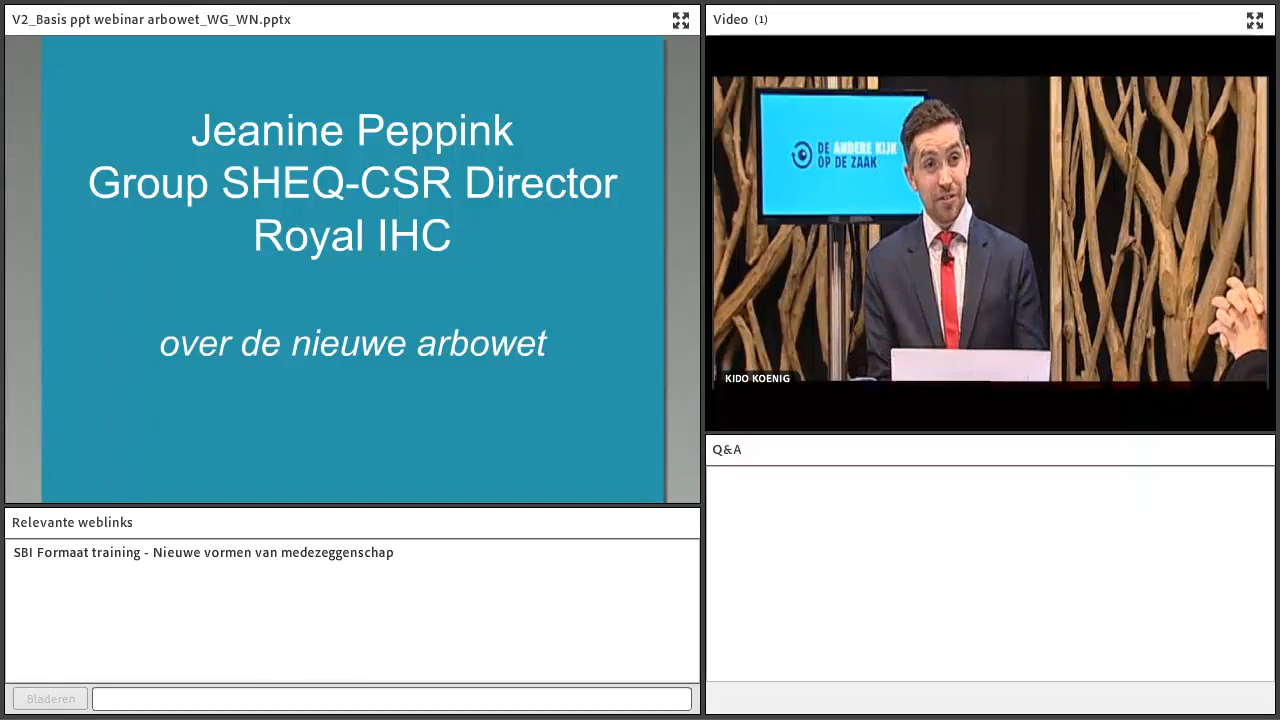 V2_Basis ppt webinar arbowet_WG_WN.pptx
Jeanine Peppink
Group SHEQ-CSR Director
Royal IHC
over de nieuwe arbowet
Relevante weblinks
SBI Formaat training - Nieuwe vormen van medezeggenschap
Bladeren
Video (1)
DE ANDERE KIJK
OP DE ZAAK
KIDO KOENIG
Q&A